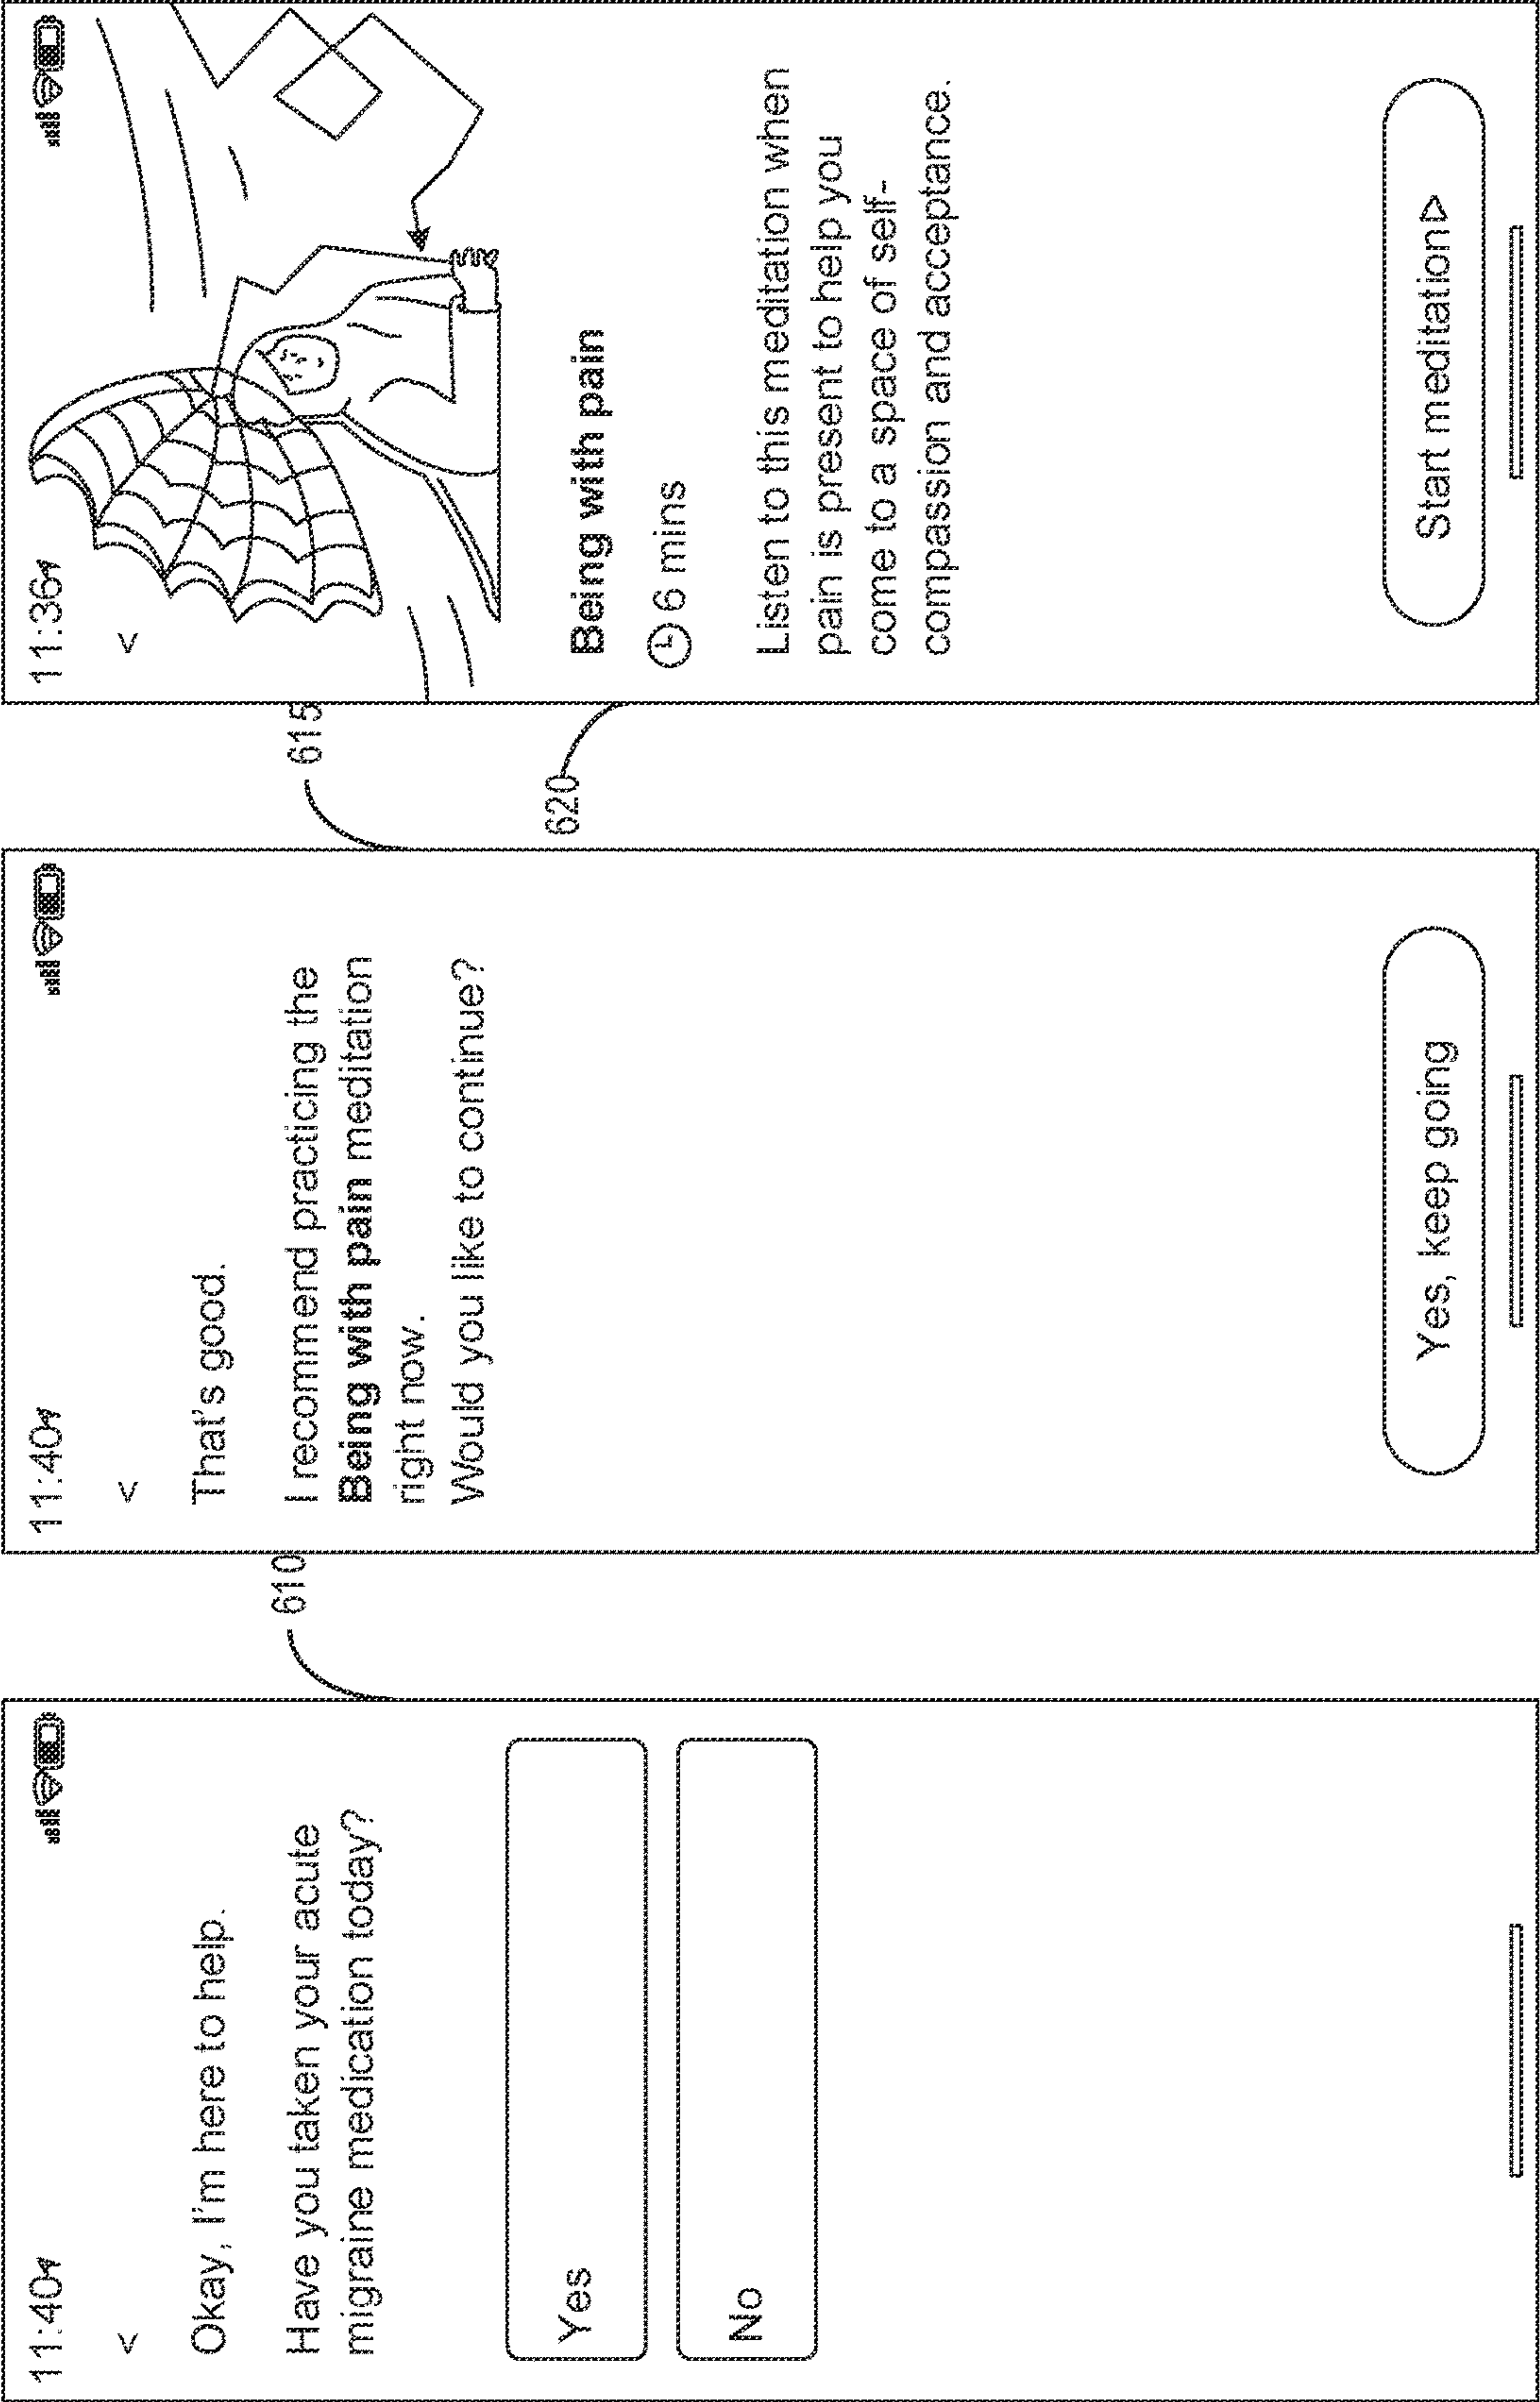 11:40
<
Okay, I'm here to help.
Have you taken your acute
migraine medication today?
Yes
No
610
11:40
<
That's good.
I recommend practicing the
Being with pain meditation
right now.
Would you like to continue?
Yes, keep going
615
620
11:36
<
Being with pain
6 mins
Listen to this meditation when
pain is present to help you
come to a space of self-
compassion and acceptance.
Start meditation